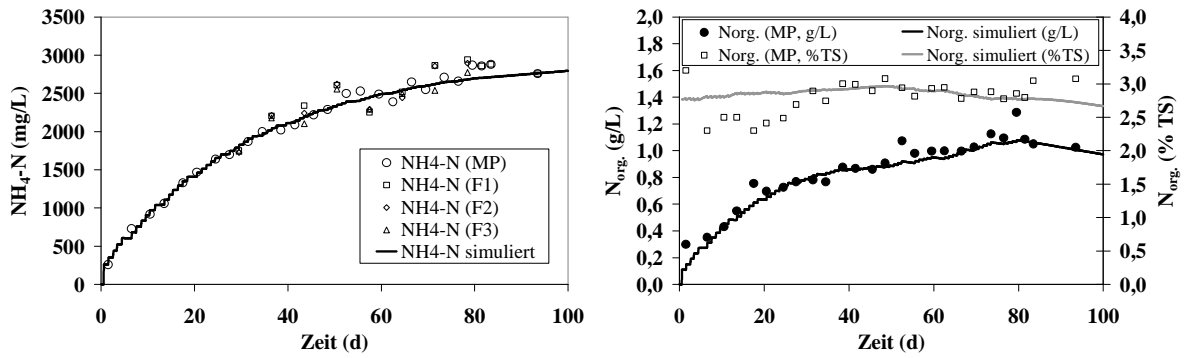 3500
3000
2500
2000
1500
1000
500
0
NH4-N (mg/L)
0 20 40 60 80 100
Zeit (d)
NH4-N (MP)
NH4-N (F1)
NH4-N (F2)
NH4-N (F3)
NH4-N simuliert
2,0
1,8
1,6
1,4
1,2
1,0
0,8
0,6
0,4
0,2
0,0
Norg. (g/L)
Norg. (MP, g/L) Norg. simuliert (g/L)
Norg. (MP, %TS) Norg. simuliert (%TS)
0 20 40 60 80 100
Zeit (d)
4,0
3,5
3,0
2,5
2,0
1,5
1,0
0,5
0,0
Norg. (% TS)